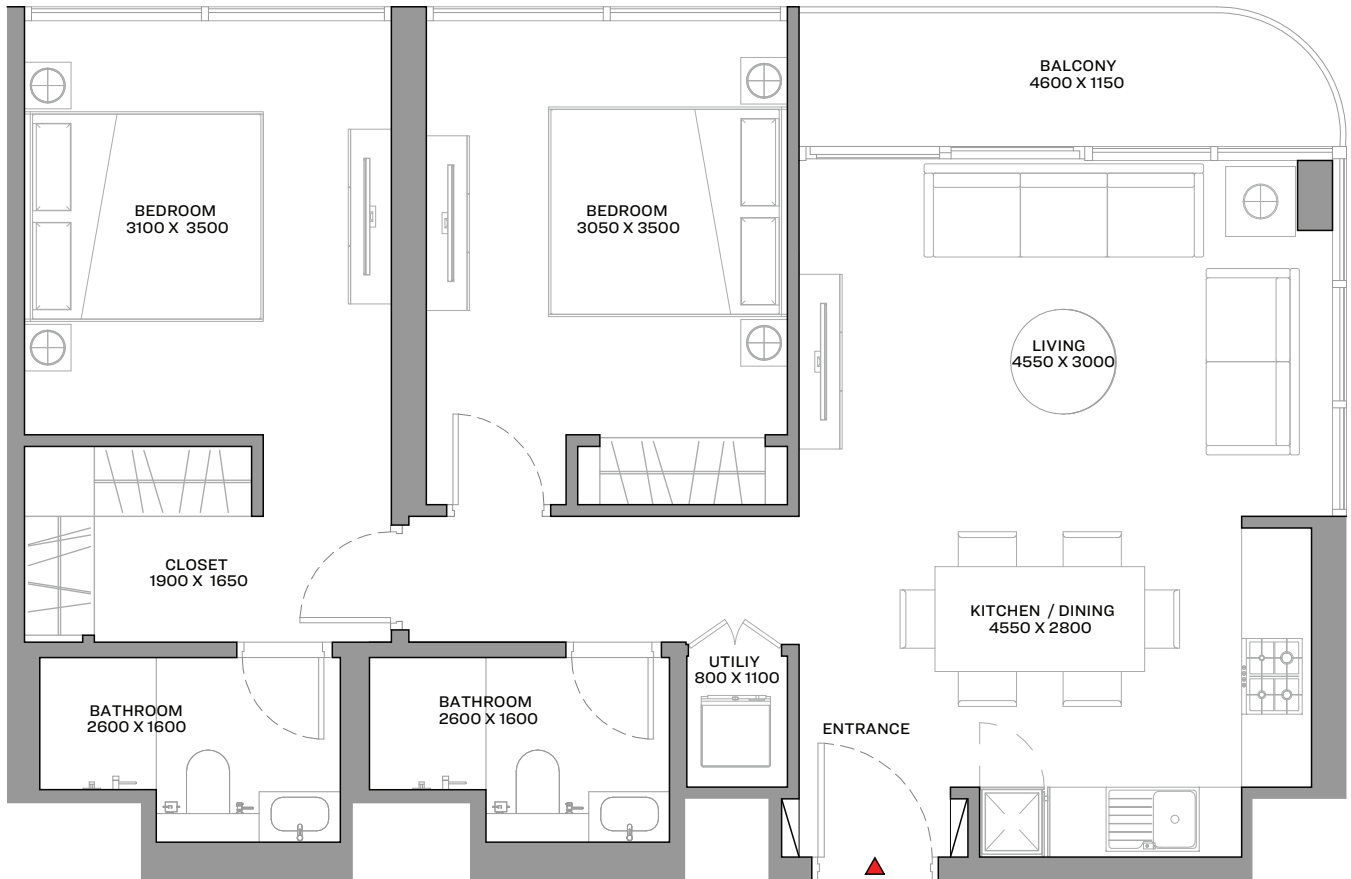 BALCONY
4600 X 1150
BEDROOM
3100 X 3500
BEDROOM
3050 X 3500
LIVING
4550 X 3000
CLOSET
1900 X 1650
KITCHEN / DINING
4550 X 2800
UTILIY
800 X 1100
BATHROOM
2600 X 1600
BATHROOM
2600 X 1600
ENTRANCE